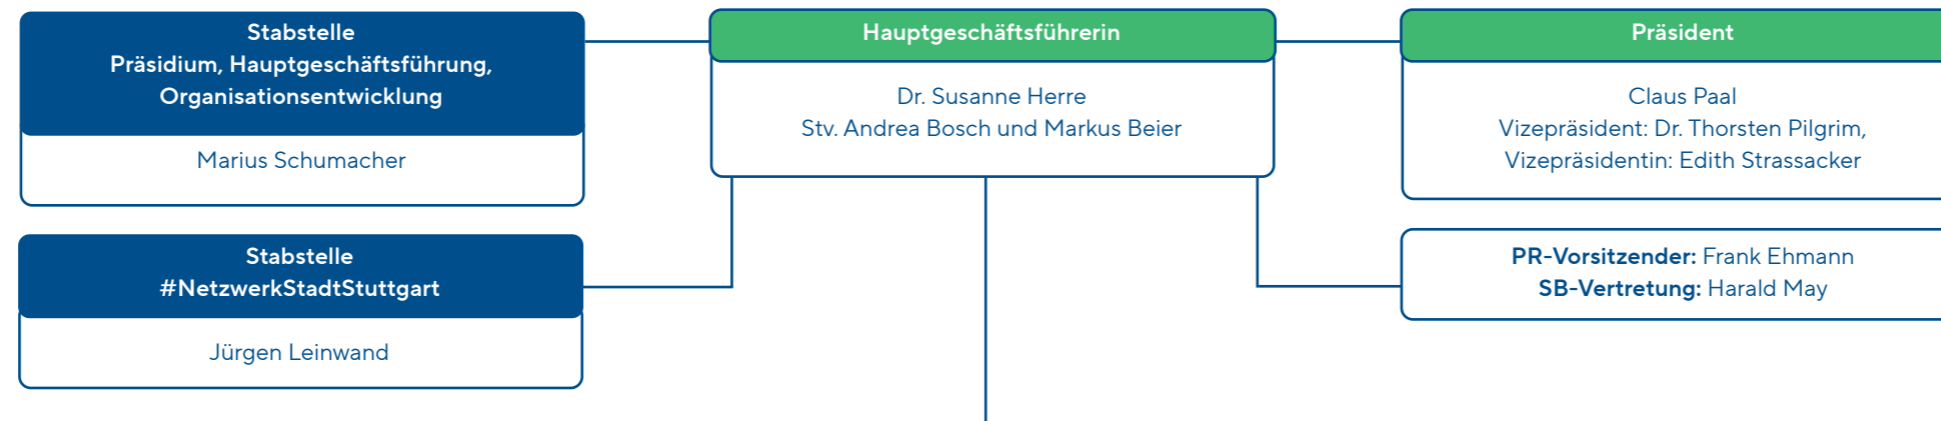 Stabstelle
Präsidium, Hauptgeschäftsführung,
Organisationsentwicklung
Marius Schumacher
Hauptgeschäftsführerin
Dr. Susanne Herre
Stv. Andrea Bosch und Markus Beier
Präsident
Claus Paal
Vizepräsident: Dr. Thorsten Pilgrim,
Vizepräsidentin: Edith Strassacker
Stabstelle
#NetzwerkStadtStuttgart
Jürgen Leinwand
PR-Vorsitzender: Frank Ehmann
SB-Vertretung: Harald May